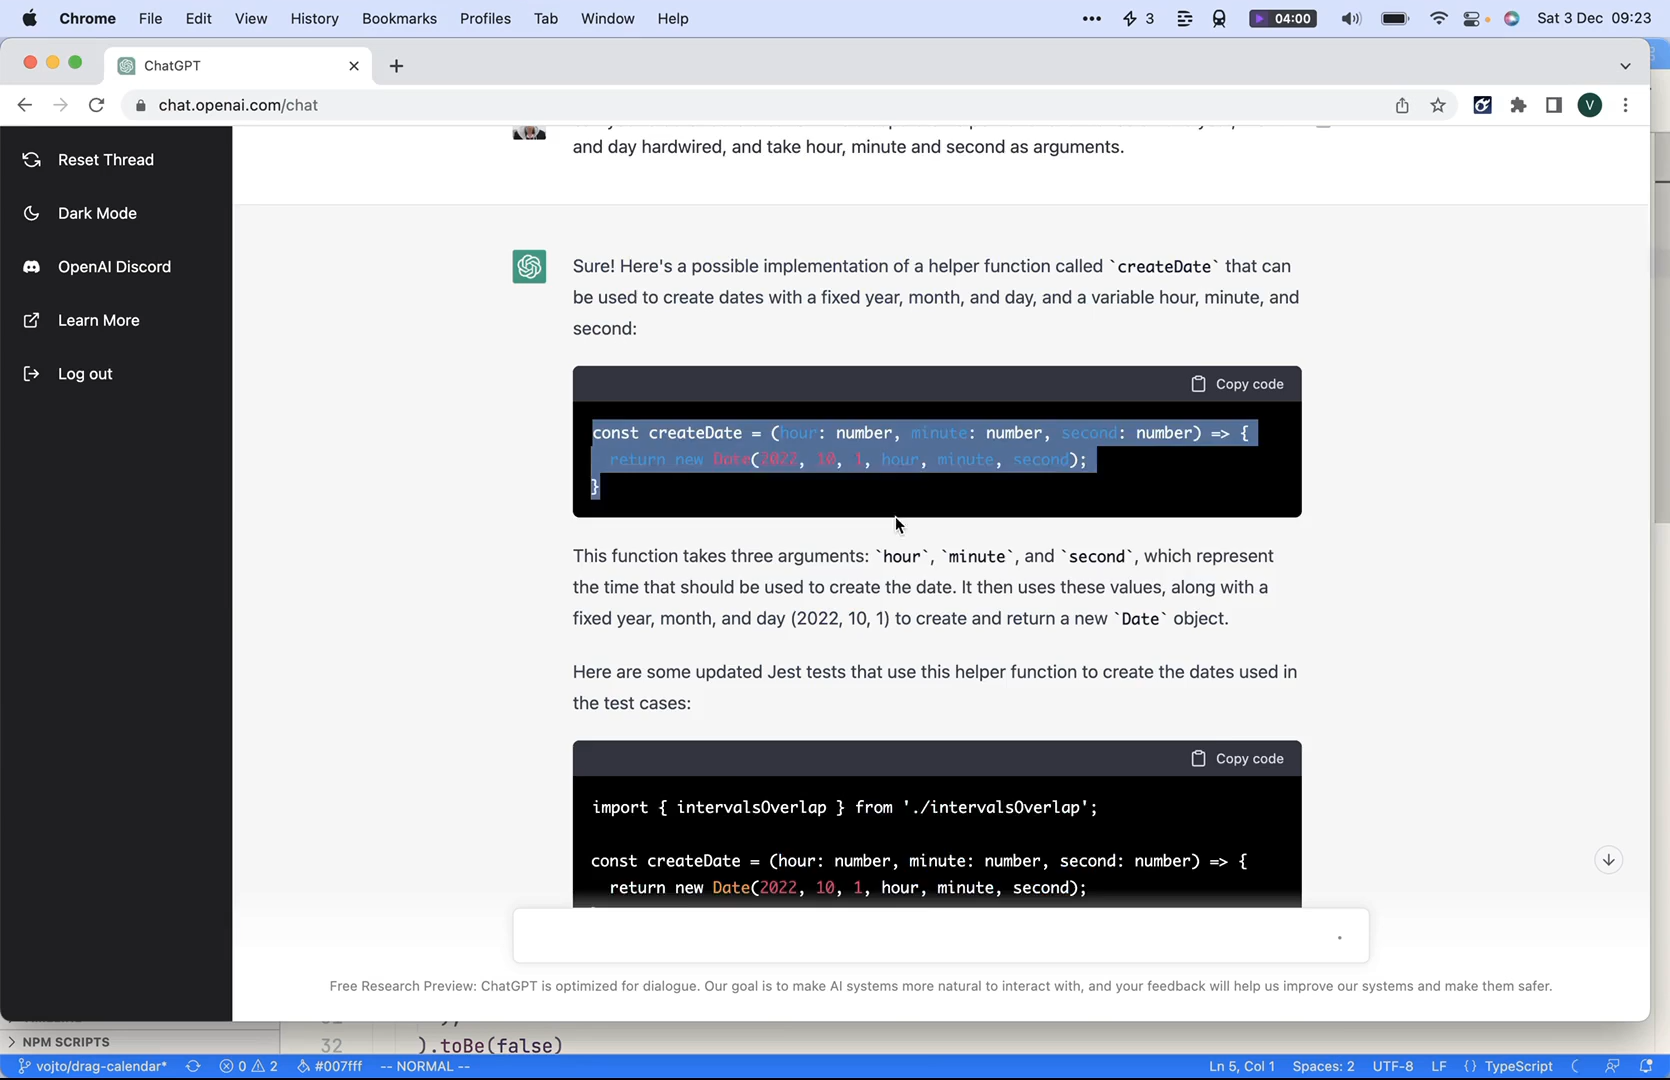 Chrome File Edit View History Bookmarks Profiles Tab Window Help ••• 3 04:00 Sat 3 Dec 09:23
ChatGPT
chat.openai.com/chat
V
Reset Thread
Dark Mode
OpenAI Discord
Learn More
Log out
and day hardwired, and take hour, minute and second as arguments.
Sure! Here's a possible implementation of a helper function called `createDate` that can
be used to create dates with a fixed year, month, and day, and a variable hour, minute, and
second:
Copy code
const createDate = (hour: number, minute: number, second: number) => {
return new Date(2022, 10, 1, hour, minute, second);
}
This function takes three arguments: `hour`, `minute`, and `second`, which represent
the time that should be used to create the date. It then uses these values, along with a
fixed year, month, and day (2022, 10, 1) to create and return a new `Date` object.
Here are some updated Jest tests that use this helper function to create the dates used in
the test cases:
Copy code
import { intervalsOverlap } from './intervalsOverlap';
const createDate = (hour: number, minute: number, second: number) => {
return new Date(2022, 10, 1, hour, minute, second);
Free Research Preview: ChatGPT is optimized for dialogue. Our goal is to make AI systems more natural to interact with, and your feedback will help us improve our systems and make them safer.
NPM SCRIPTS
32 ).toBe(false)
vojto/drag-calendar* 0 2 #007fff -- NORMAL -- Ln 5, Col 1 Spaces: 2 UTF-8 LF {} TypeScript